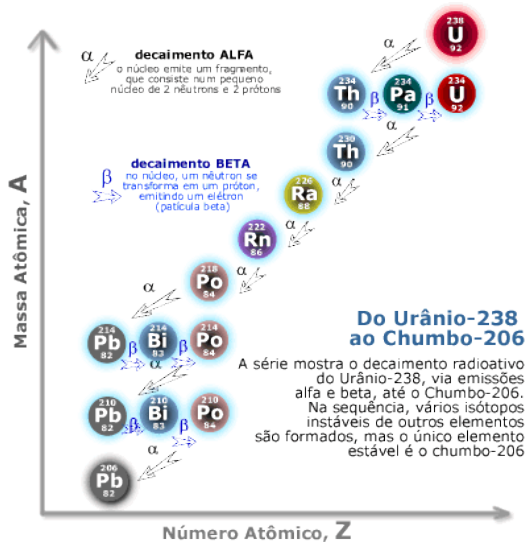 238
U
92
α
decaimento ALFA
o núcleo emite um fragmento,
que consiste num pequeno
núcleo de 2 nêutrons e 2 prótons
α
234
Th
90
β
234
Pa
91
β
234
U
92
α
β
decaimento BETA
no núcleo, um nêutron se
transforma em um próton,
emitindo um elétron
(patícula beta)
230
Th
90
α
226
Ra
88
α
222
Rn
86
α
218
Po
84
α
214
Pb
82
β
214
Bi
83
β
214
Po
84
α
210
Pb
82
β
210
Bi
83
β
210
Po
84
α
206
Pb
82
Do Urânio-238
ao Chumbo-206
A série mostra o decaimento radioativo
do Urânio-238, via emissões
alfa e beta, até o Chumbo-206.
Na sequência, vários isótopos
instáveis de outros elementos
são formados, mas o único elemento
estável é o chumbo-206
Massa Atômica, A
Número Atômico, Z